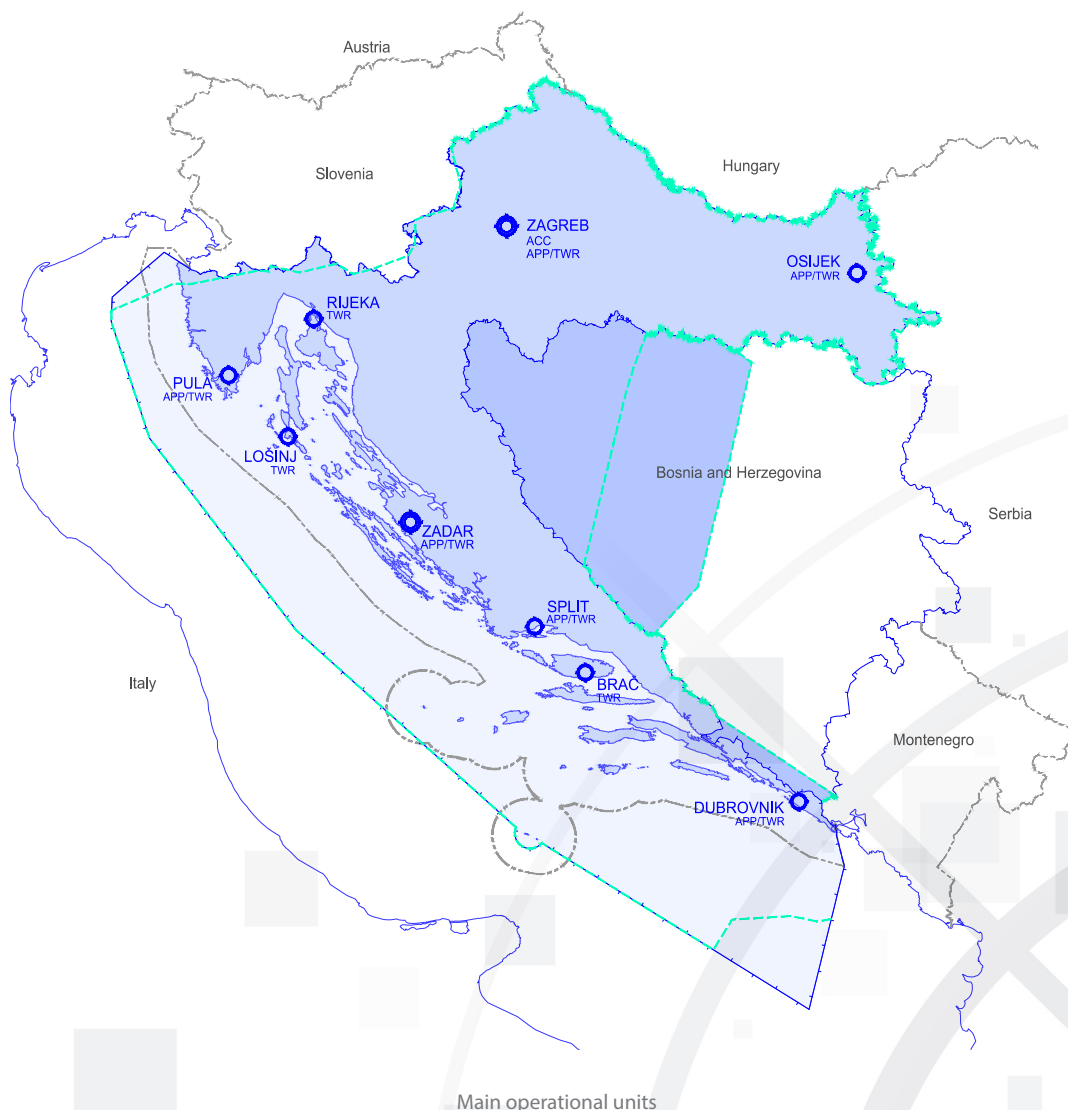 Austria
Slovenia
Hungary
ZAGREB
ACC
APP/TWR
OSIJEK
APP/TWR
RIJEKA
TWR
PULA
APP/TWR
LOŠINJ
TWR
Bosnia and Herzegovina
Serbia
ZADAR
APP/TWR
SPLIT
APP/TWR
Italy
BRAČ
TWR
Montenegro
DUBROVNIK
APP/TWR
Main operational units